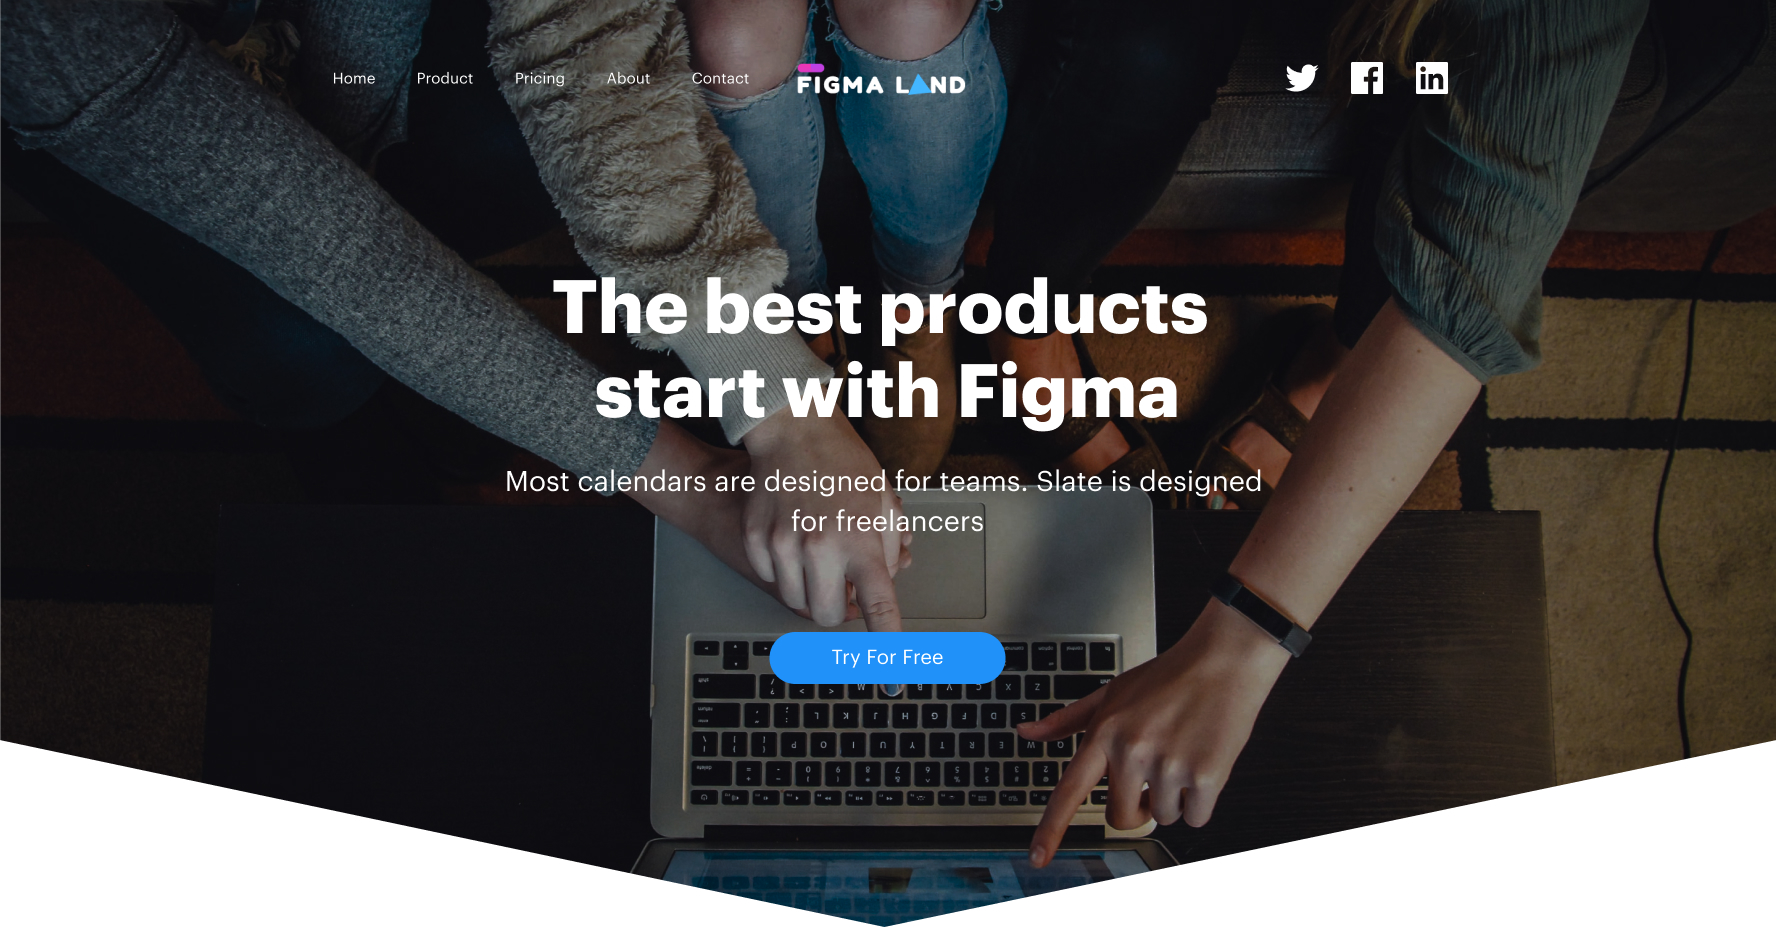 Home Product Pricing About Contact FIGMA LAND
The best products
start with Figma
Most calendars are designed for teams. Slate is designed
for freelancers
Try For Free